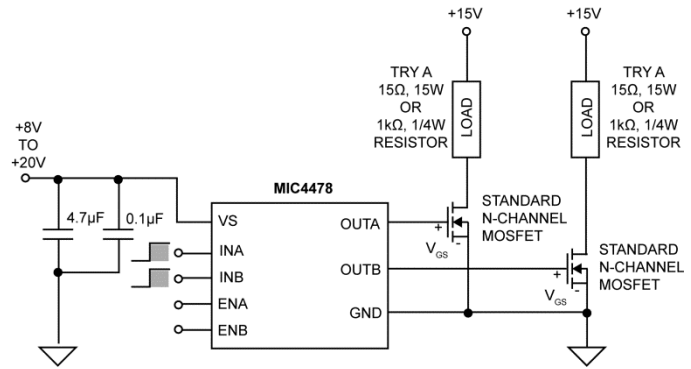 +15V
+15V
TRY A
15Ω, 15W
OR
1kΩ, 1/4W
RESISTOR
LOAD
TRY A
15Ω, 15W
OR
1kΩ, 1/4W
RESISTOR
LOAD
+8V
TO
+20V
4.7µF
0.1µF
MIC4478
VS
INA
INB
ENA
ENB
OUTA
OUTB
GND
+
-
VGS
STANDARD
N-CHANNEL
MOSFET
+
-
VGS
STANDARD
N-CHANNEL
MOSFET